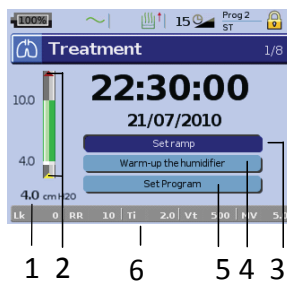 100% 15 Prog 2
ST
Treatment 1/8
22:30:00
21/07/2010
10.0
4.0
4.0 cm H20
Set ramp
Warm-up the humidifier
Set Program
Lk 0 RR 10 Ti 2.0 Vt 500 MV 5.0
1 2 6 5 4 3